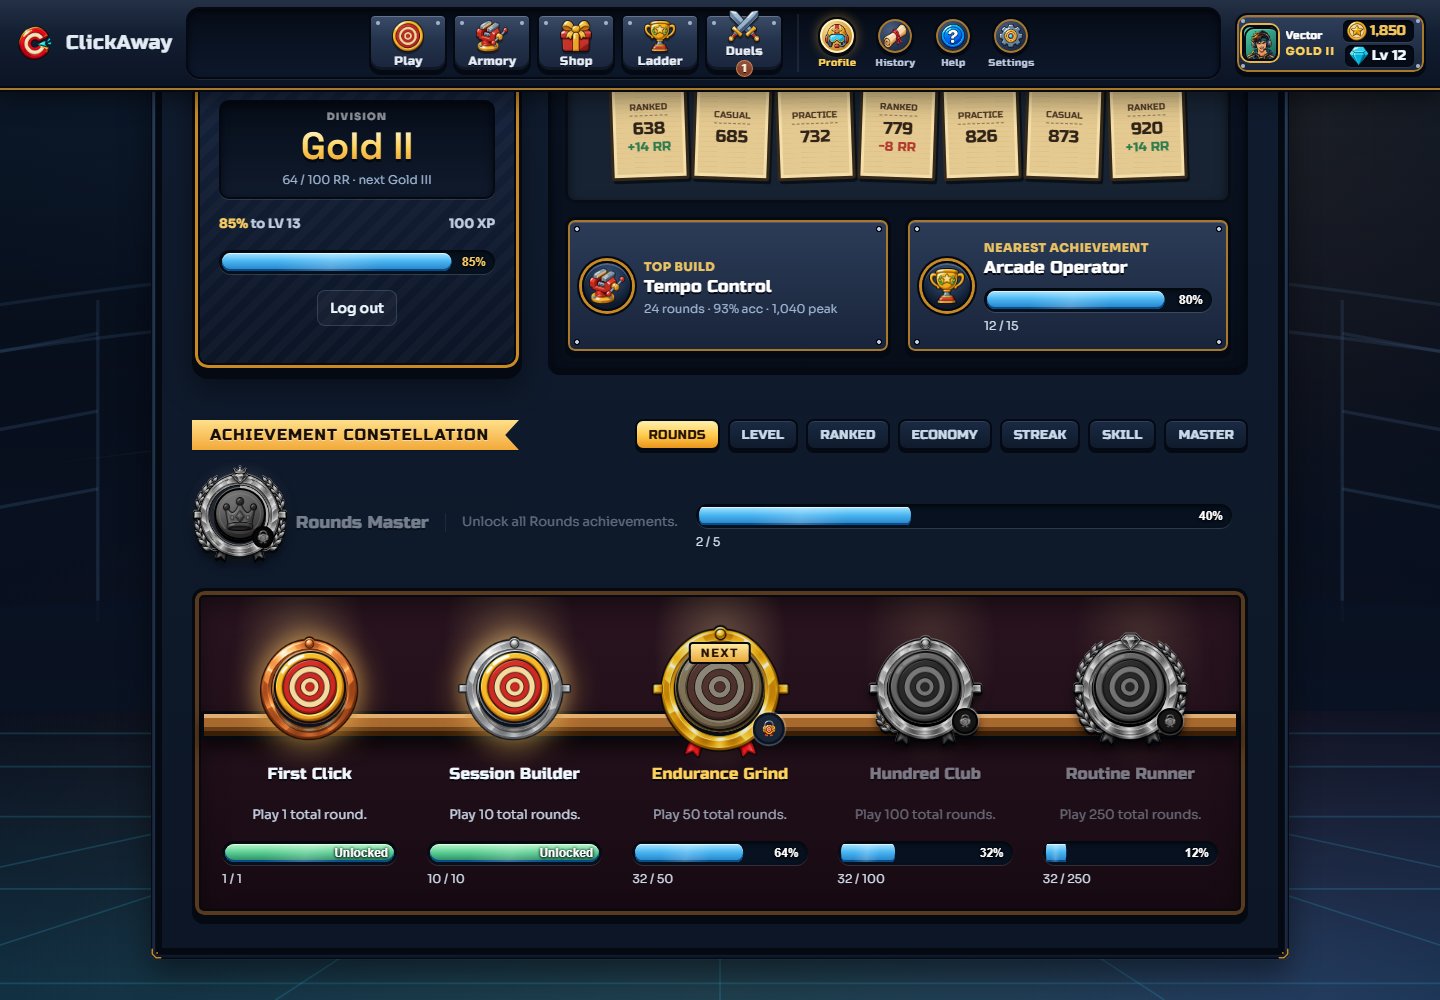 ClickAway
Play
Armory
Shop
Ladder
Duels
1
Profile
History
Help
Settings
Vector
GOLD II
1,850
Lv 12
DIVISION
Gold II
64 / 100 RR · next Gold III
85% to LV 13
100 XP
85%
Log out
RANKED
638
+14 RR
CASUAL
685
PRACTICE
732
RANKED
779
-8 RR
PRACTICE
826
CASUAL
873
RANKED
920
+14 RR
TOP BUILD
Tempo Control
24 rounds · 93% acc · 1,040 peak
NEAREST ACHIEVEMENT
Arcade Operator
80%
12 / 15
ACHIEVEMENT CONSTELLATION
ROUNDS
LEVEL
RANKED
ECONOMY
STREAK
SKILL
MASTER
Rounds Master
Unlock all Rounds achievements.
40%
2 / 5
NEXT
First Click
Session Builder
Endurance Grind
Hundred Club
Routine Runner
Play 1 total round.
Play 10 total rounds.
Play 50 total rounds.
Play 100 total rounds.
Play 250 total rounds.
Unlocked
Unlocked
64%
32%
12%
1 / 1
10 / 10
32 / 50
32 / 100
32 / 250